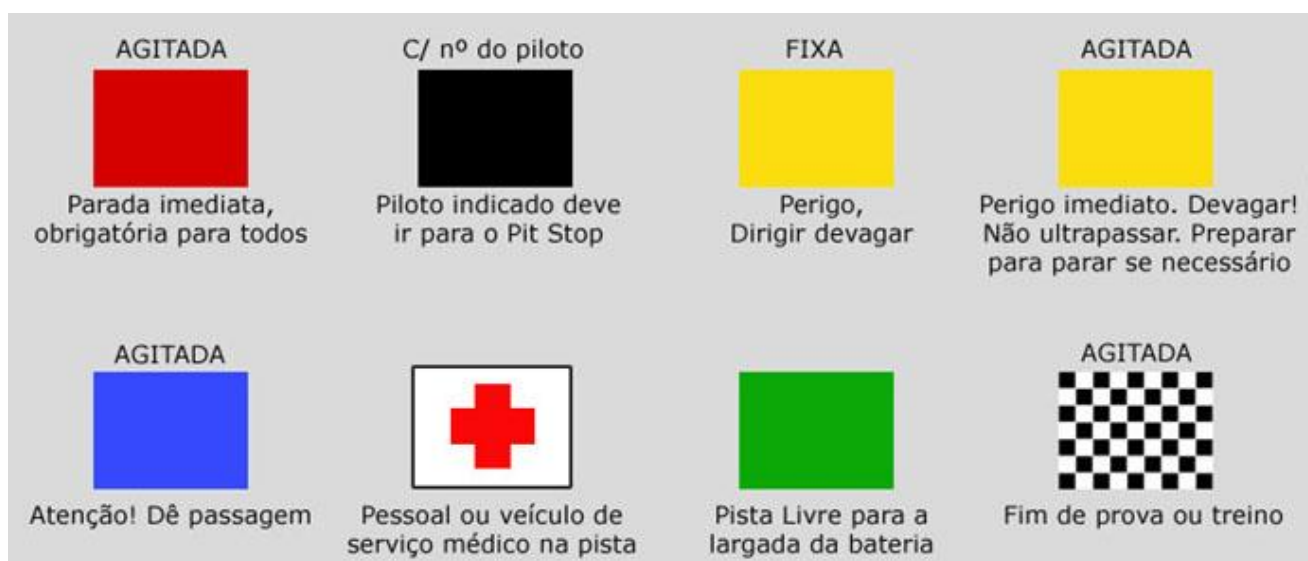 AGITADA
C/ nº do piloto
FIXA
AGITADA
Parada imediata,
obrigatória para todos
Piloto indicado deve
ir para o Pit Stop
Perigo,
Dirigir devagar
Perigo imediato. Devagar!
Não ultrapassar. Preparar
para parar se necessário
AGITADA
AGITADA
Atenção! Dê passagem
Pessoal ou veículo de
serviço médico na pista
Pista Livre para a
largada da bateria
Fim de prova ou treino